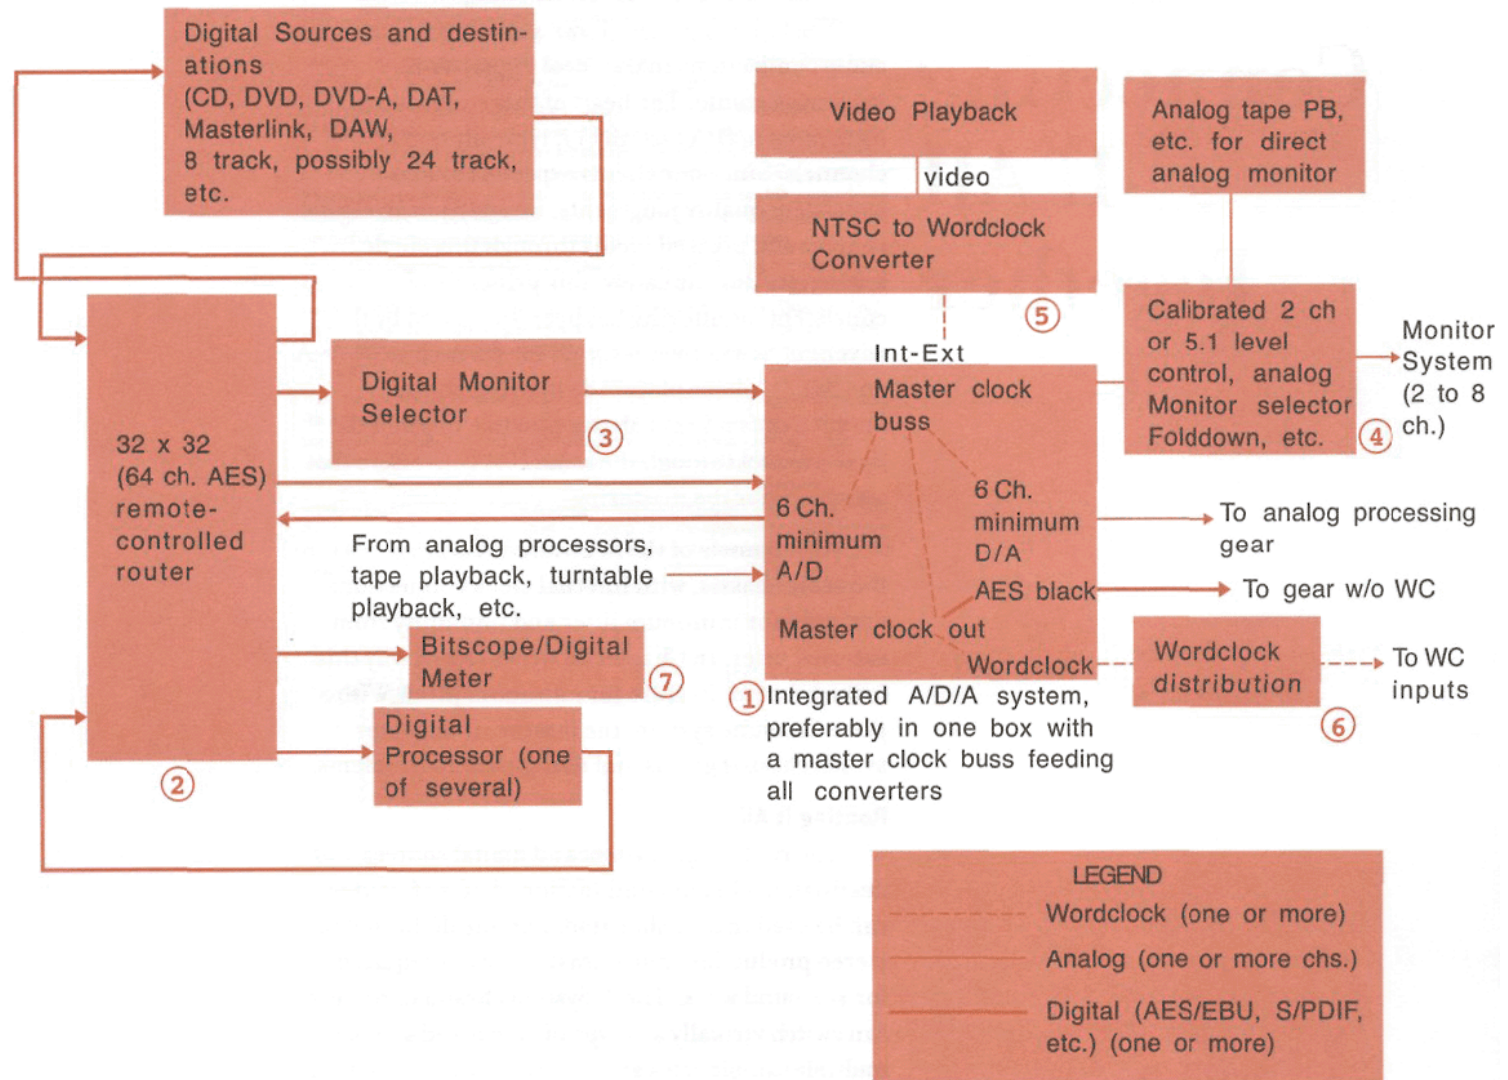 Digital Sources and destin-
ations
(CD, DVD, DVD-A, DAT,
Masterlink, DAW,
8 track, possibly 24 track,
etc.
Video Playback
video
NTSC to Wordclock
Converter
5
Analog tape PB,
etc. for direct
analog monitor
Calibrated 2 ch
or 5.1 level
control, analog
Monitor selector
Folddown, etc.
4
Monitor
System
(2 to 8
ch.)
32 x 32
(64 ch. AES)
remote-
controlled
router
2
Digital Monitor
Selector
3
Int-Ext
Master clock
buss
6 Ch.
minimum
A/D
6 Ch.
minimum
D/A
AES black
Master clock out
Wordclock
To analog processing
gear
To gear w/o WC
From analog processors,
tape playback, turntable
playback, etc.
Bitscope/Digital
Meter
7
Digital
Processor (one
of several)
1
Integrated A/D/A system,
preferably in one box with
a master clock buss feeding
all converters
Wordclock
distribution
6
To WC
inputs
LEGEND
Wordclock (one or more)
Analog (one or more chs.)
Digital (AES/EBU, S/PDIF,
etc.) (one or more)